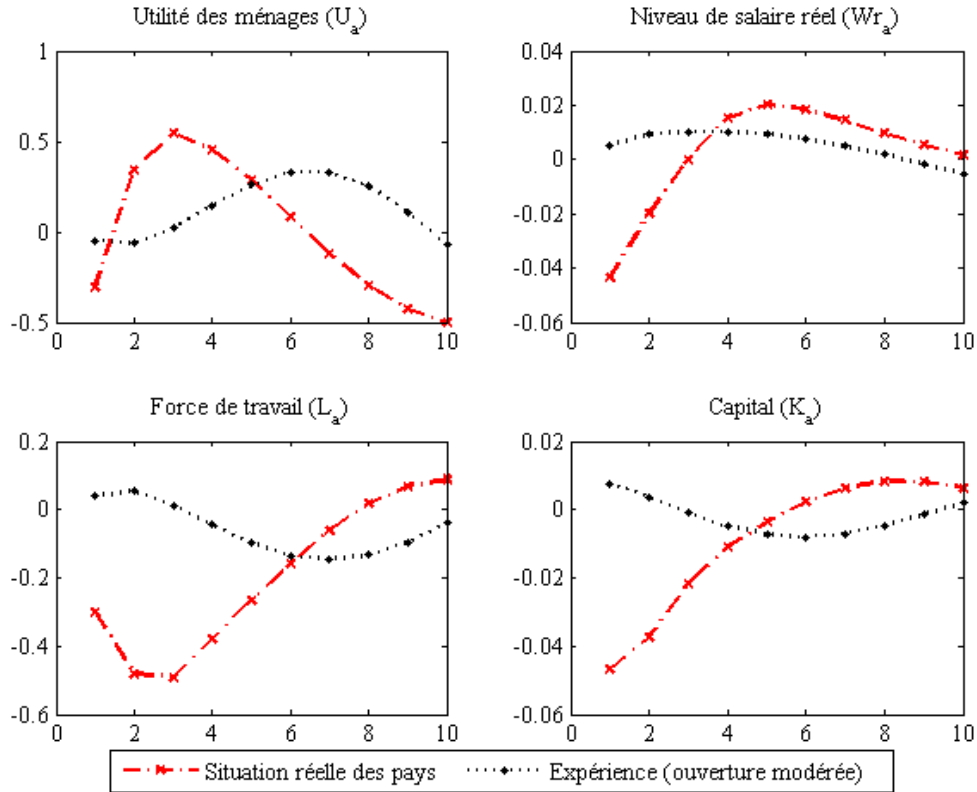 Utilité des ménages (Ua)
Niveau de salaire réel (Wra)
1
0.5
0
-0.5
0 2 4 6 8 10
0.04
0.02
0
-0.02
-0.04
-0.06
0 2 4 6 8 10
Force de travail (La)
Capital (Ka)
0.2
0
-0.2
-0.4
-0.6
0 2 4 6 8 10
0.02
0
-0.02
-0.04
-0.06
0 2 4 6 8 10
Situation réelle des pays
Expérience (ouverture modérée)